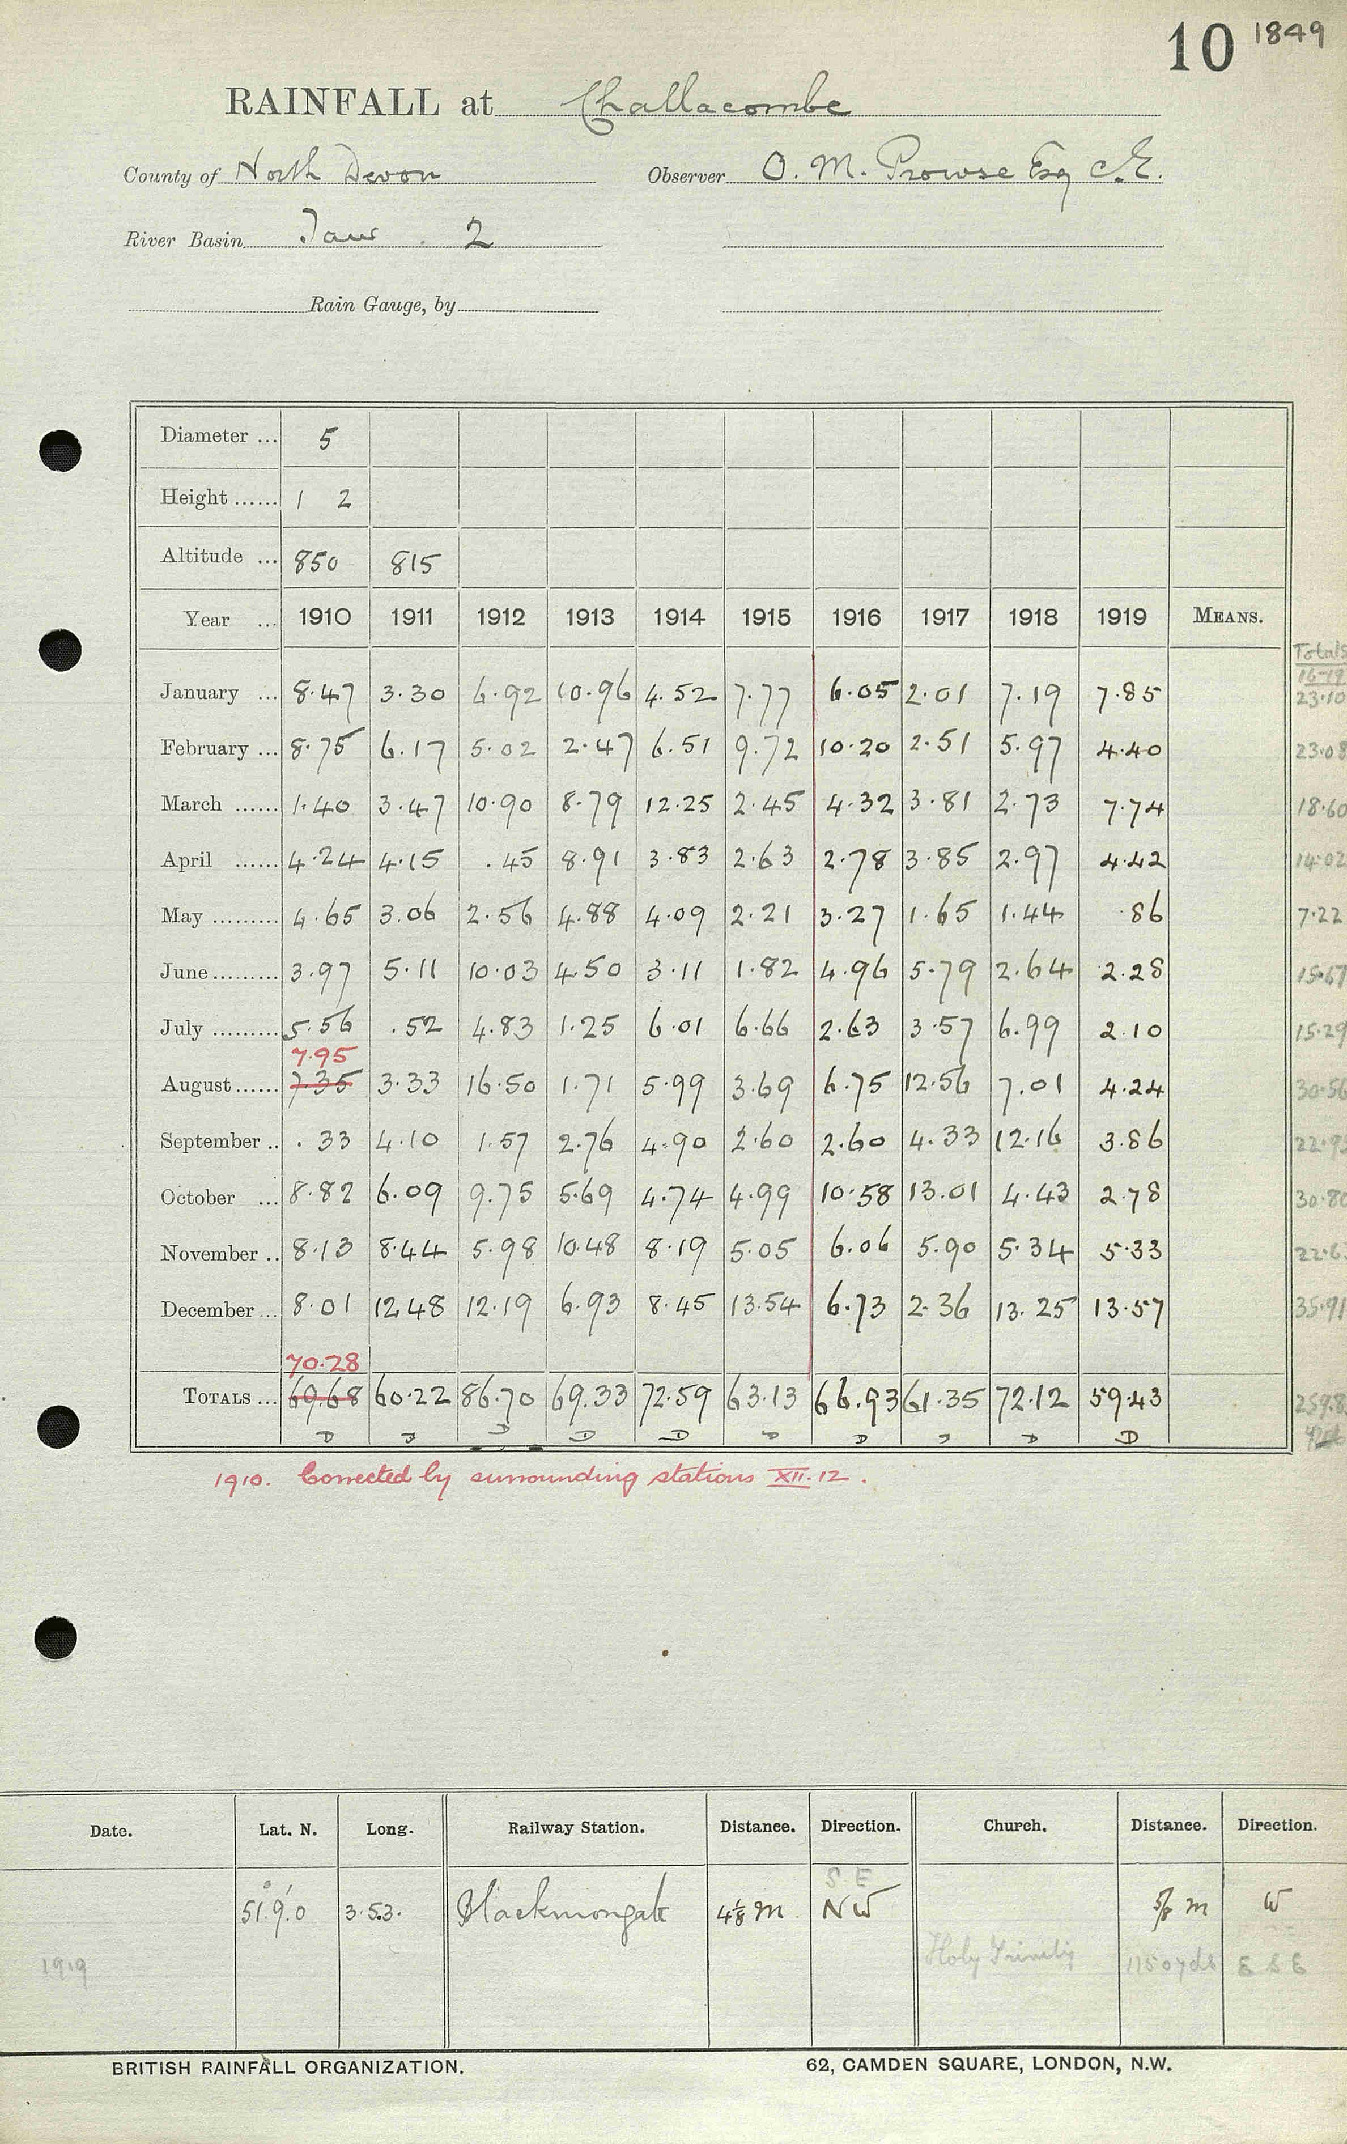 10 1849
RAINFALL at Challacombe
County of North Devon Observer O. M. Prowse Esq C.E.
River Basin Taw . 2
Rain Gauge, by
Diameter ... 5
Height ...... 1 2
Altitude ... 850 815
Year ... 1910 1911 1912 1913 1914 1915 1916 1917 1918 1919 MEANS.
Totals
16-19
January ... 8.47 3.30 6.92 10.96 4.52 7.77 6.05 2.01 7.19 7.85 23.10
February ... 8.75 6.17 5.02 2.47 6.51 9.72 10.20 2.51 5.97 4.40 23.08
March ...... 1.40 3.47 10.90 8.79 12.25 2.45 4.32 3.81 2.73 7.74 18.60
April ...... 4.24 4.15 .45 8.91 3.83 2.63 2.78 3.85 2.97 4.42 14.02
May ......... 4.65 3.06 2.56 4.88 4.09 2.21 3.27 1.65 1.44 .86 7.22
June ......... 3.97 5.11 10.03 4.50 3.11 1.82 4.96 5.79 2.64 2.28 15.67
July ......... 5.56 .52 4.83 1.25 6.01 6.66 2.63 3.57 6.99 2.10 15.29
7.95
August ...... 7.35 3.33 16.50 1.71 5.99 3.69 6.75 12.56 7.01 4.24 30.56
September .. .33 4.10 1.57 2.76 4.90 2.60 2.60 4.33 12.16 3.86
October ... 8.82 6.09 9.75 5.69 4.74 4.99 10.58 13.01 4.43 2.78 30.80
November .. 8.13 8.44 5.98 10.48 8.19 5.05 6.06 5.90 5.34 5.33
December ... 8.01 12.48 12.19 6.93 8.45 13.54 6.73 2.36 13.25 13.57 35.91
70.28
TOTALS ... 69.68 60.22 86.70 69.33 72.59 63.13 66.93 61.35 72.12 59.43 259.8
D D D D D D D D D
1910. Corrected by surrounding stations XII.12.
Date. Lat. N. Long. Railway Station. Distance. Direction. Church. Distance. Direction.
S E
51° 9'.0 3.53. Blackmoorgate 4⅛ m NW ⅝ m W
1919 Holy Trinity 1150 yds E S E
BRITISH RAINFALL ORGANIZATION. 62, CAMDEN SQUARE, LONDON, N.W.